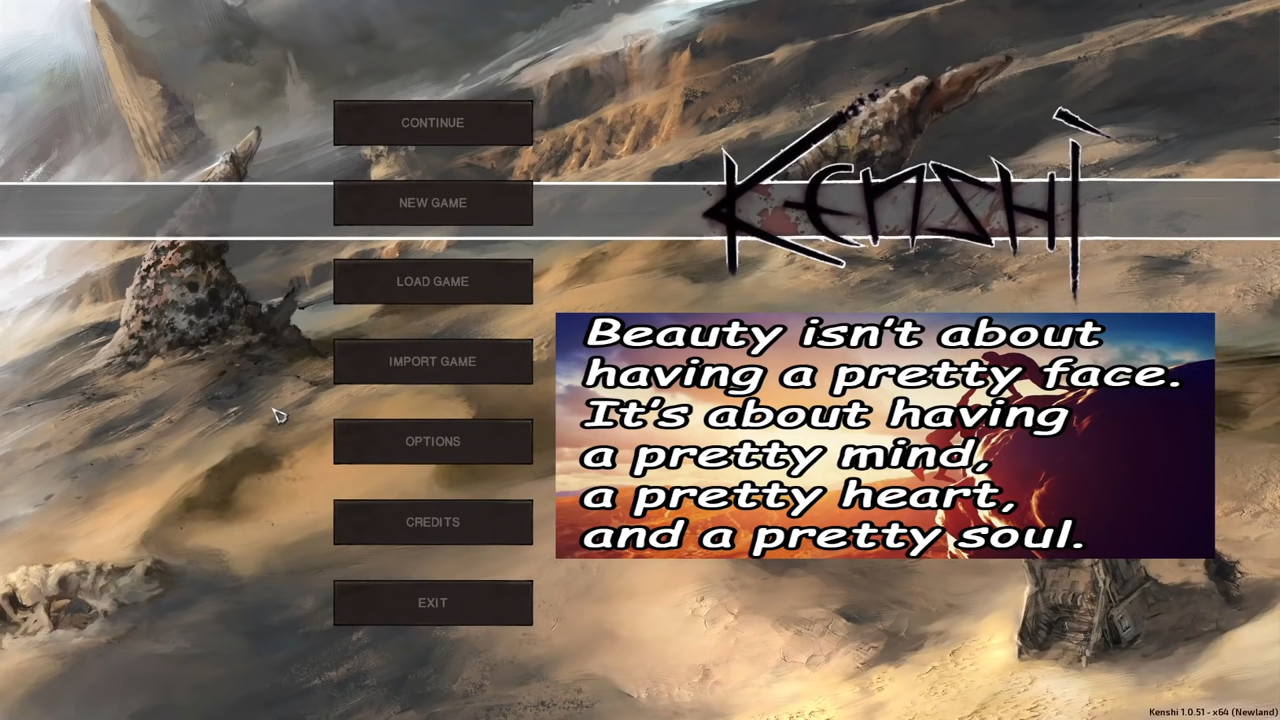 CONTINUE
NEW GAME
LOAD GAME
IMPORT GAME
OPTIONS
CREDITS
EXIT
KENSHI
Beauty isn't about
having a pretty face.
It's about having
a pretty mind,
a pretty heart,
and a pretty soul.
Kenshi 1.0.51 - x64 (Newland)